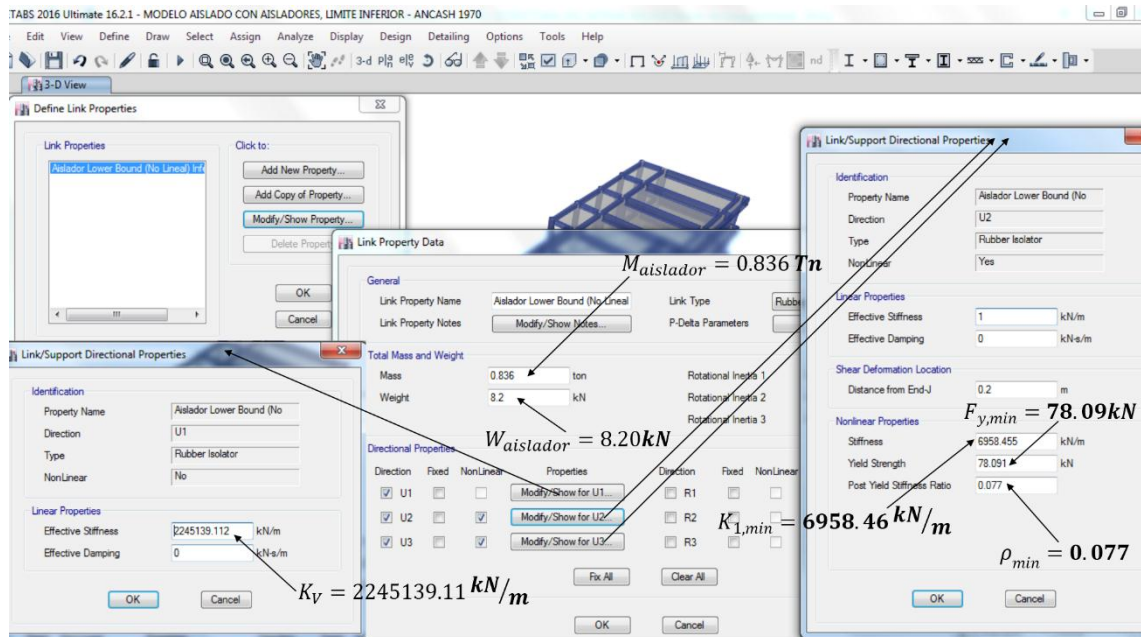 .TABS 2016 Ultimate 16.2.1 - MODELO AISLADO CON AISLADORES, LIMITE INFERIOR - ANCASH 1970
Edit View Define Draw Select Assign Analyze Display Design Detailing Options Tools Help
3-d
nd
3-D View
Define Link Properties
Link Properties
Aislador Lower Bound (No Lineal) Infe
Click to:
Add New Property...
Add Copy of Property...
Modify/Show Property...
Delete Propert
OK
Cancel
Link Property Data
General
Link Property Name
Aislador Lower Bound (No Lineal
Link Type
Rubbe
Link Property Notes
Modify/Show Notes...
P-Delta Parameters
Total Mass and Weight
Mass
0.836
ton
Rotational Inertia 1
Weight
8.2
kN
Rotational Inertia 2
Rotational Inertia 3
Directional Properties
Direction Fixed NonLinear Properties Direction Fixed NonLinear
U1 Modify/Show for U1... R1
U2 Modify/Show for U2... R2
U3 Modify/Show for U3... R3
Fix All
Clear All
OK
Cancel
M_aislador = 0.836 Tn
W_aislador = 8.20kN
Link/Support Directional Properties
Identification
Property Name
Aislador Lower Bound (No
Direction
U1
Type
Rubber Isolator
NonLinear
No
Linear Properties
Effective Stiffness
2245139.112
kN/m
Effective Damping
0
kN-s/m
OK
Cancel
K_V = 2245139.11 kN/m
Link/Support Directional Properties
Identification
Property Name
Aislador Lower Bound (No
Direction
U2
Type
Rubber Isolator
NonLinear
Yes
Linear Properties
Effective Stiffness
1
kN/m
Effective Damping
0
kN-s/m
Shear Deformation Location
Distance from End-J
0.2
m
F_y,min = 78.09kN
Nonlinear Properties
Stiffness
6958.455
kN/m
Yield Strength
78.091
kN
Post Yield Stiffness Ratio
0.077
K_1,min = 6958.46 kN/m
ρ_min = 0.077
OK
Cancel